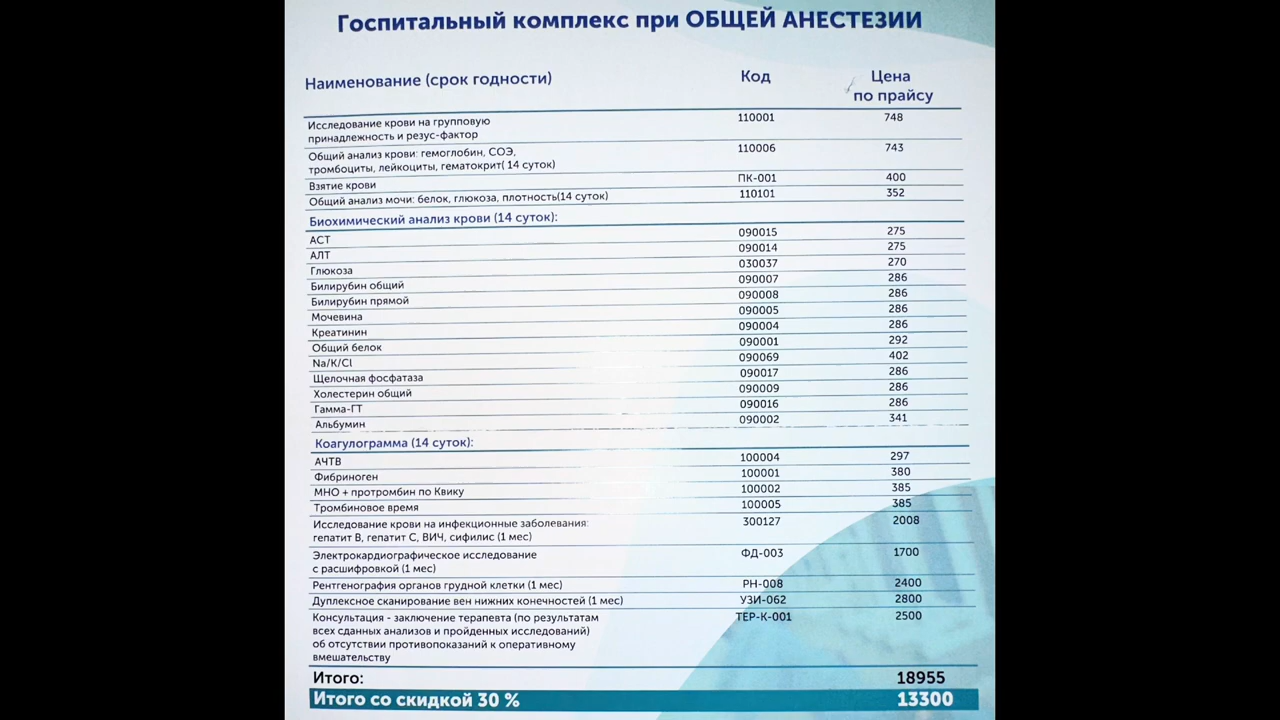 Госпитальный комплекс при ОБЩЕЙ АНЕСТЕЗИИ
Наименование (срок годности) Код Цена
по прайсу
Исследование крови на групповую
принадлежность и резус-фактор 110001 748
Общий анализ крови: гемоглобин, СОЭ,
тромбоциты, лейкоциты, гематокрит( 14 суток) 110006 743
Взятие крови ПК-001 400
Общий анализ мочи: белок, глюкоза, плотность(14 суток) 110101 352
Биохимический анализ крови (14 суток):
АСТ 090015 275
АЛТ 090014 275
Глюкоза 030037 270
Билирубин общий 090007 286
Билирубин прямой 090008 286
Мочевина 090005 286
Креатинин 090004 286
Общий белок 090001 292
Na/K/Cl 090069 402
Щелочная фосфатаза 090017 286
Холестерин общий 090009 286
Гамма-ГТ 090016 286
Альбумин 090002 341
Коагулограмма (14 суток):
АЧТВ 100004 297
Фибриноген 100001 380
МНО + протромбин по Квику 100002 385
Тромбиновое время 100005 385
Исследование крови на инфекционные заболевания: 300127 2008
гепатит В, гепатит С, ВИЧ, сифилис (1 мес)
Электрокардиографическое исследование ФД-003 1700
с расшифровкой (1 мес)
Рентгенография органов грудной клетки (1 мес) РН-008 2400
Дуплексное сканирование вен нижних конечностей (1 мес) УЗИ-062 2800
Консультация - заключение терапевта (по результатам ТЕР-К-001 2500
всех сданных анализов и пройденных исследований)
об отсутствии противопоказаний к оперативному
вмешательству
Итого: 18955
Итого со скидкой 30 % 13300